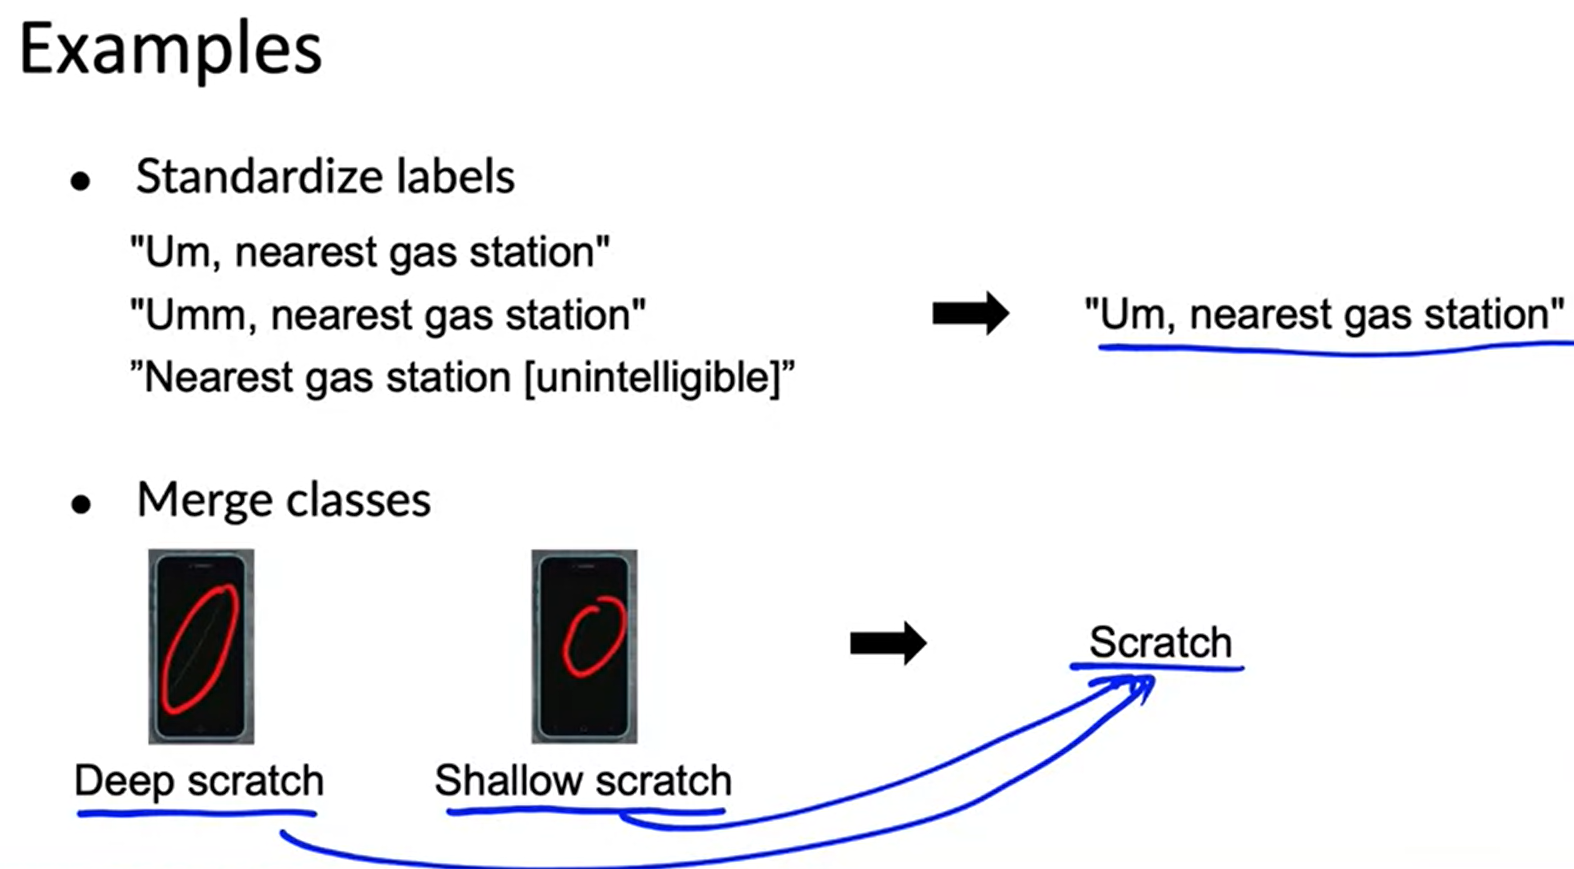 Examples
● Standardize labels
"Um, nearest gas station"
"Umm, nearest gas station"
"Um, nearest gas station"
”Nearest gas station [unintelligible]”
● Merge classes
Scratch
Deep scratch
Shallow scratch